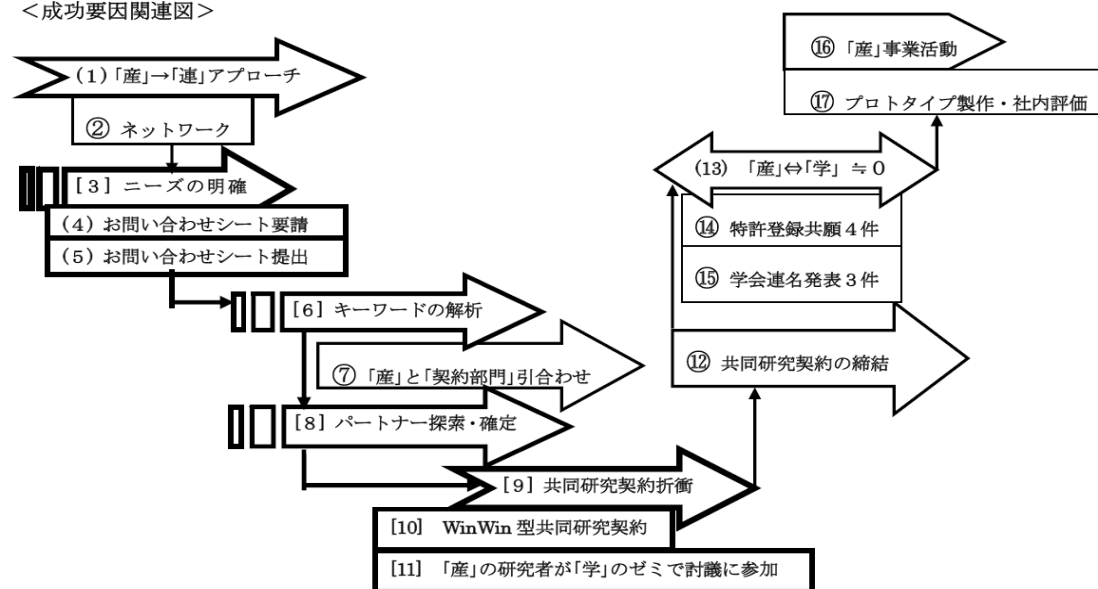 ＜成功要因関連図＞
(1)「産」→「連」アプローチ
② ネットワーク
[3] ニーズの明確
(4) お問い合わせシート要請
(5) お問い合わせシート提出
[6] キーワードの解析
⑦ 「産」と「契約部門」引合わせ
[8] パートナー探索・確定
[9] 共同研究契約折衝
[10] WinWin 型共同研究契約
[11] 「産」の研究者が「学」のゼミで討議に参加
⑫ 共同研究契約の締結
(13) 「産」⇔「学」≒0
⑭ 特許登録共願４件
⑮ 学会連名発表３件
⑯ 「産」事業活動
⑰ プロトタイプ製作・社内評価